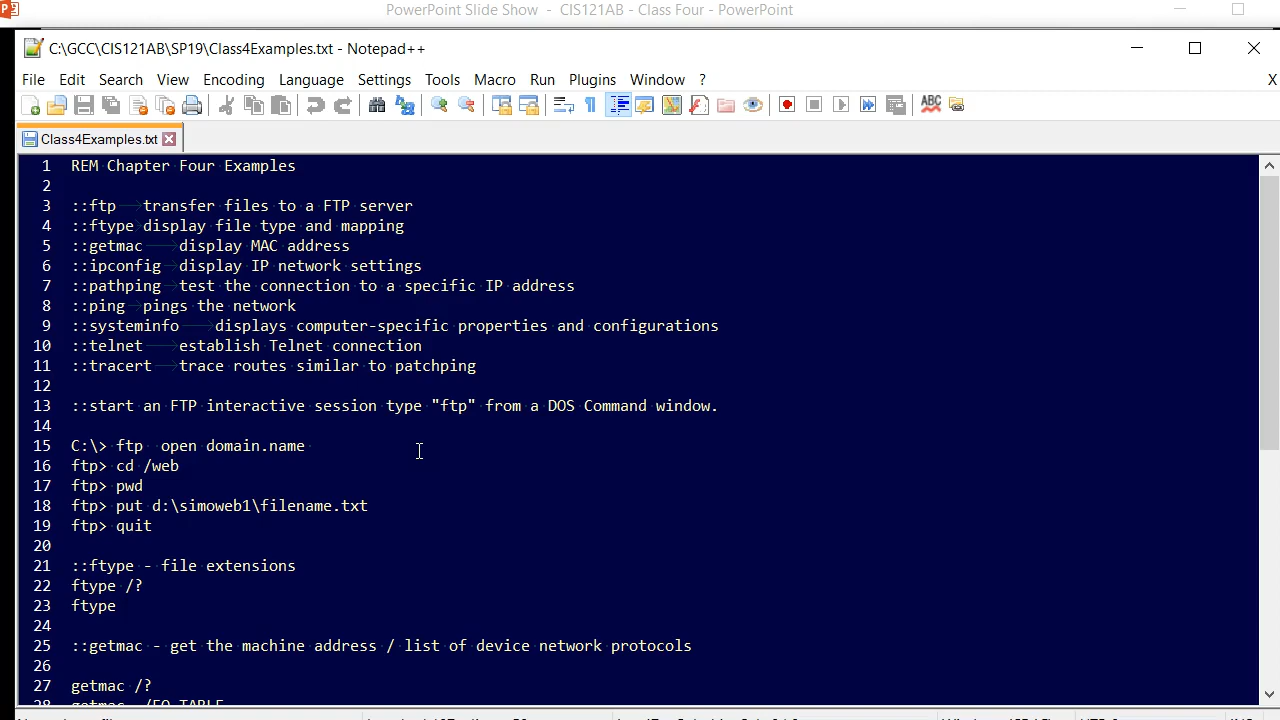 PowerPoint Slide Show - CIS121AB - Class Four - PowerPoint
C:\GCC\CIS121AB\SP19\Class4Examples.txt - Notepad++
File Edit Search View Encoding Language Settings Tools Macro Run Plugins Window ? X
Class4Examples.txt
1 REM Chapter Four Examples
2
3 ::ftp transfer files to a FTP server
4 ::ftype display file type and mapping
5 ::getmac display MAC address
6 ::ipconfig display IP network settings
7 ::pathping test the connection to a specific IP address
8 ::ping pings the network
9 ::systeminfo displays computer-specific properties and configurations
10 ::telnet establish Telnet connection
11 ::tracert trace routes similar to patchping
12
13 ::start an FTP interactive session type "ftp" from a DOS Command window.
14
15 C:\> ftp open domain.name
16 ftp> cd /web
17 ftp> pwd
18 ftp> put d:\simoweb1\filename.txt
19 ftp> quit
20
21 ::ftype - file extensions
22 ftype /?
23 ftype
24
25 ::getmac - get the machine address / list of device network protocols
26
27 getmac /?
28 getmac /FO TABLE